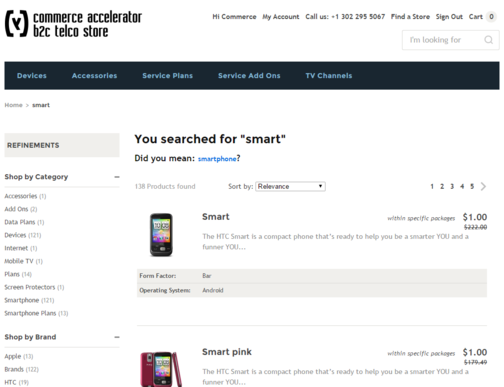 commerce accelerator
b2c telco store
Hi Commerce My Account Call us: +1 302 295 5067 Find a Store Sign Out Cart 0
I'm looking for
Devices Accessories Service Plans Service Add Ons TV Channels
Home » smart
REFINEMENTS
Shop by Category –
Accessories (1)
Add Ons (2)
Data Plans (1)
Devices (121)
Internet (1)
Mobile TV (1)
Plans (14)
Screen Protectors (1)
Smartphone (121)
Smartphone Plans (13)
Shop by Brand –
Apple (13)
Brands (122)
HTC (19)
You searched for "smart"
Did you mean: smartphone?
138 Products found Sort by: Relevance 1 2 3 4 5
Smart within specific packages $1.00
$222.00
The HTC Smart is a compact phone that's ready to help you be a smarter YOU and a
funner YOU...
Form Factor: Bar
Operating System: Android
Smart pink within specific packages $1.00
$179.49
The HTC Smart is a compact phone that's ready to help you be a smarter YOU and a
funner YOU...